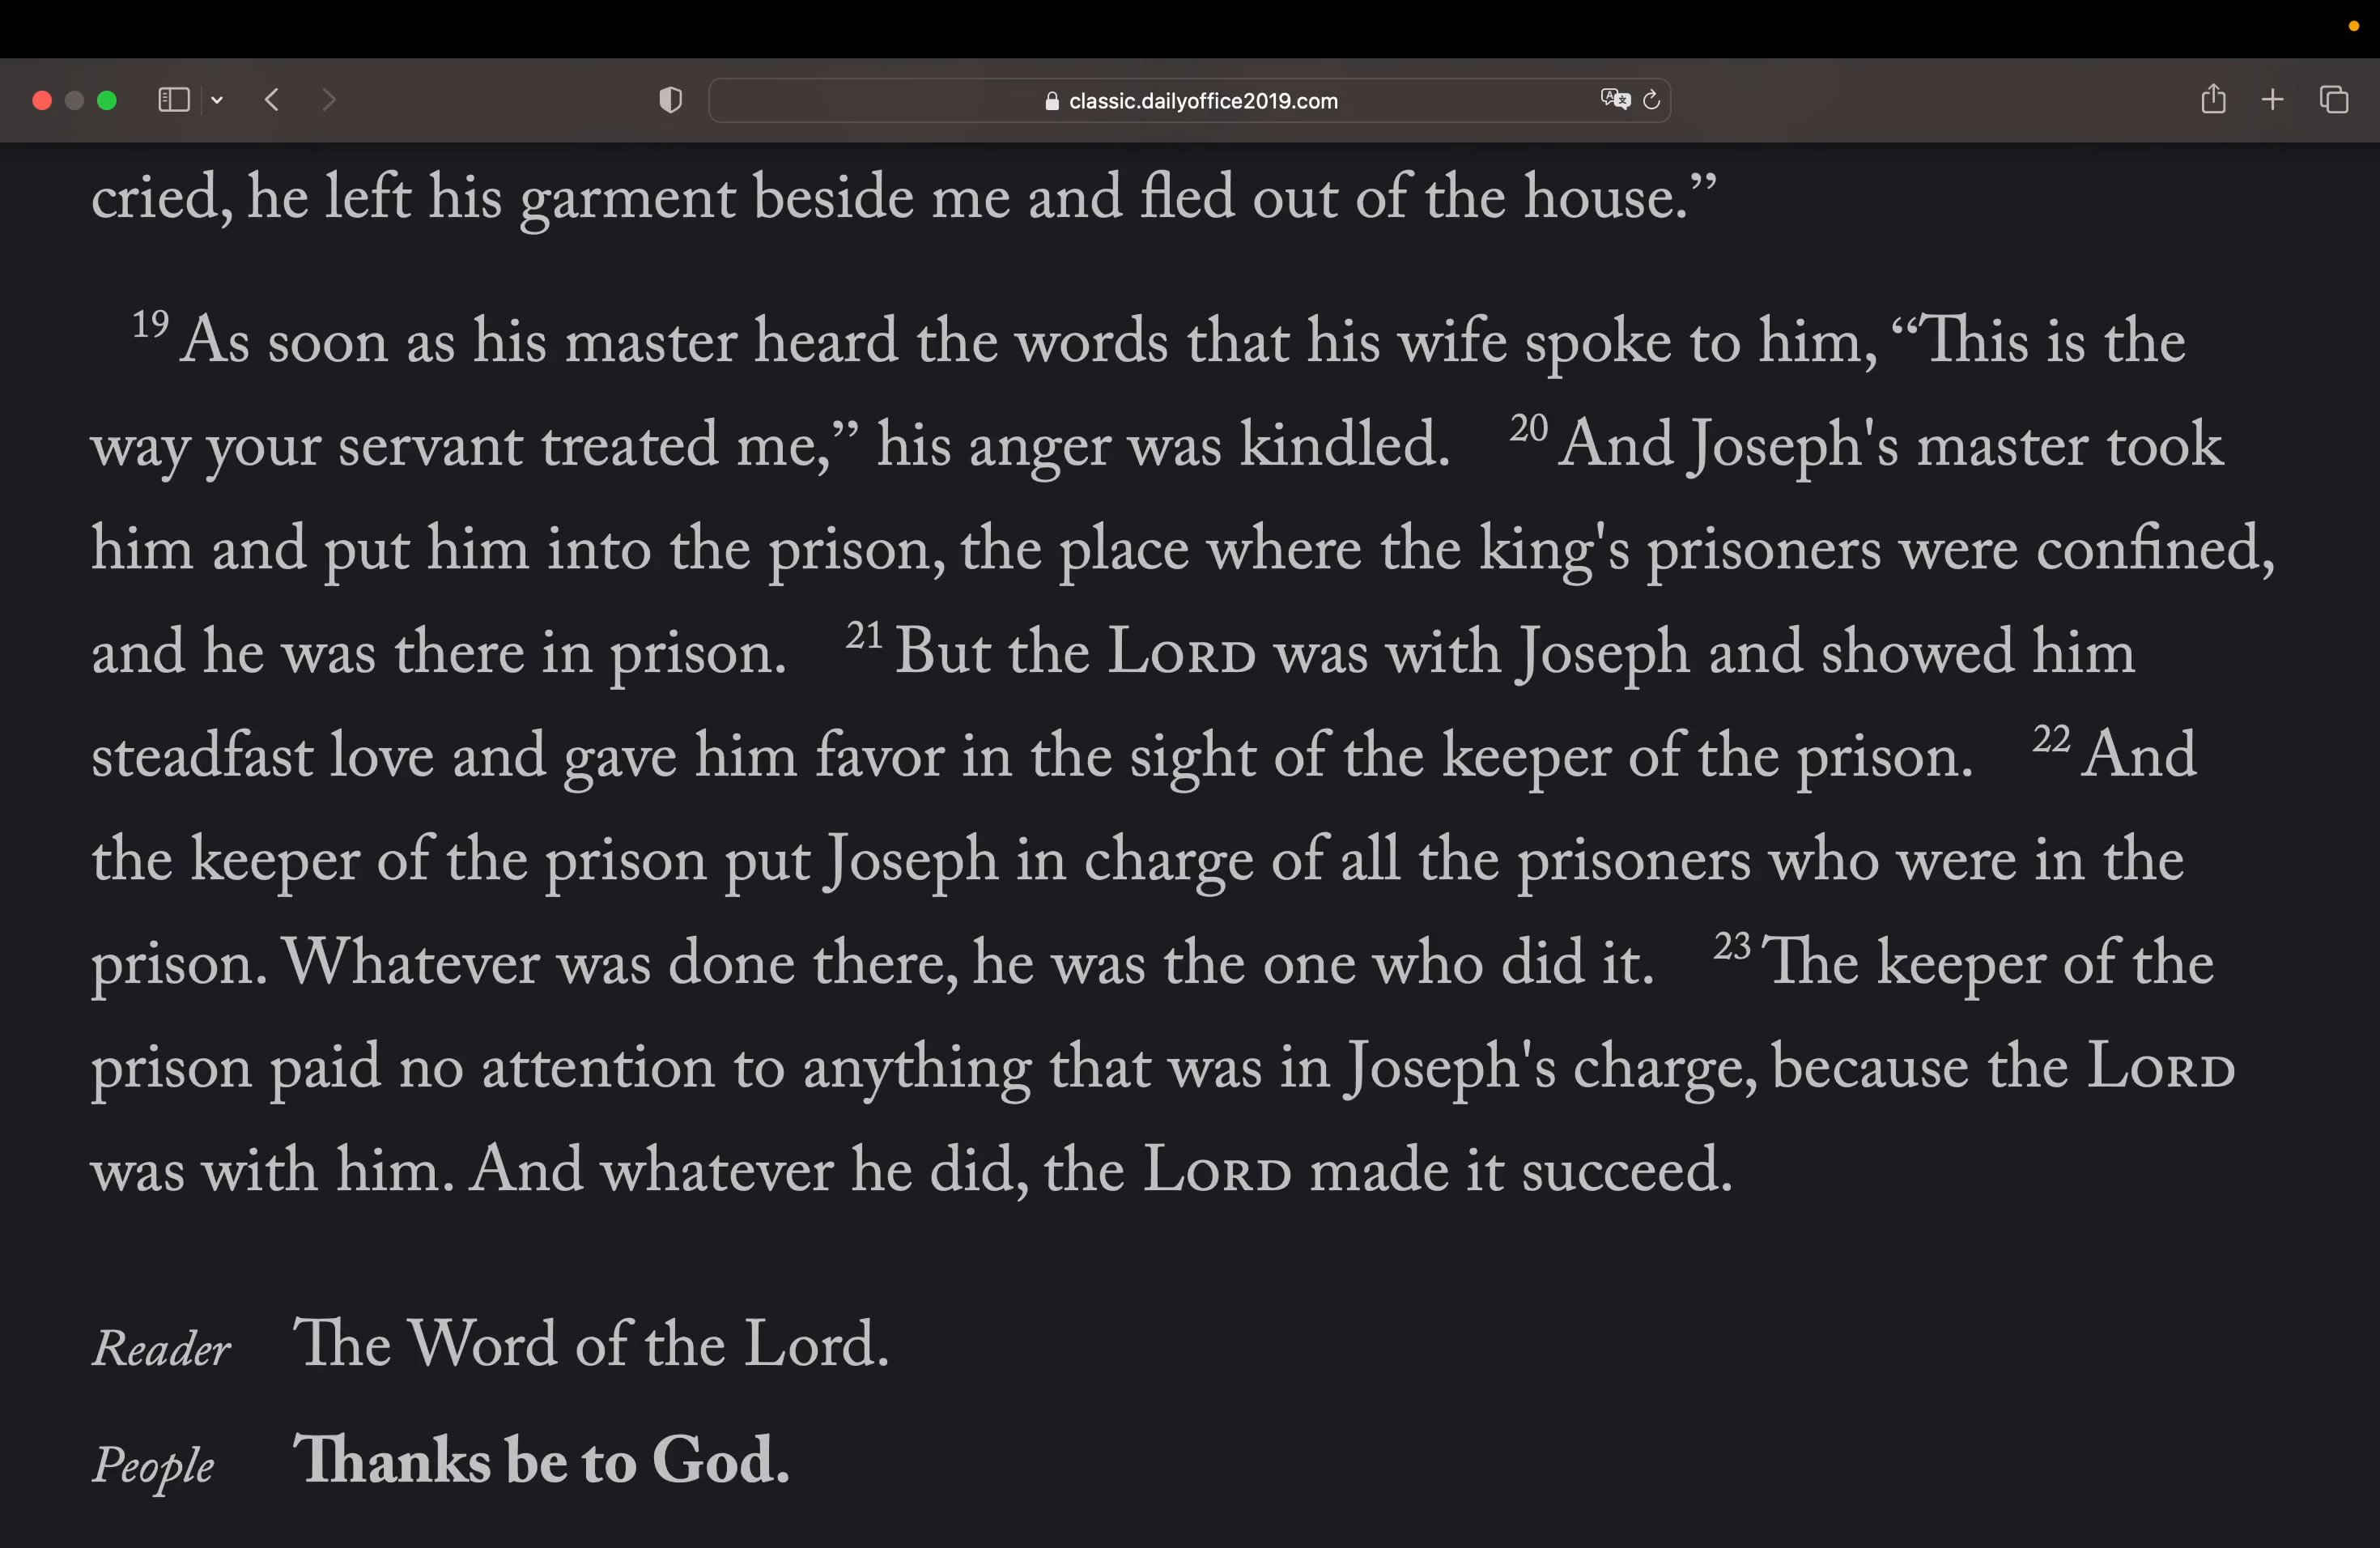 classic.dailyoffice2019.com
cried, he left his garment beside me and fled out of the house.”
19 As soon as his master heard the words that his wife spoke to him, “This is the
way your servant treated me,” his anger was kindled. 20 And Joseph's master took
him and put him into the prison, the place where the king's prisoners were confined,
and he was there in prison. 21 But the LORD was with Joseph and showed him
steadfast love and gave him favor in the sight of the keeper of the prison. 22 And
the keeper of the prison put Joseph in charge of all the prisoners who were in the
prison. Whatever was done there, he was the one who did it. 23 The keeper of the
prison paid no attention to anything that was in Joseph's charge, because the LORD
was with him. And whatever he did, the LORD made it succeed.
Reader The Word of the Lord.
People Thanks be to God.